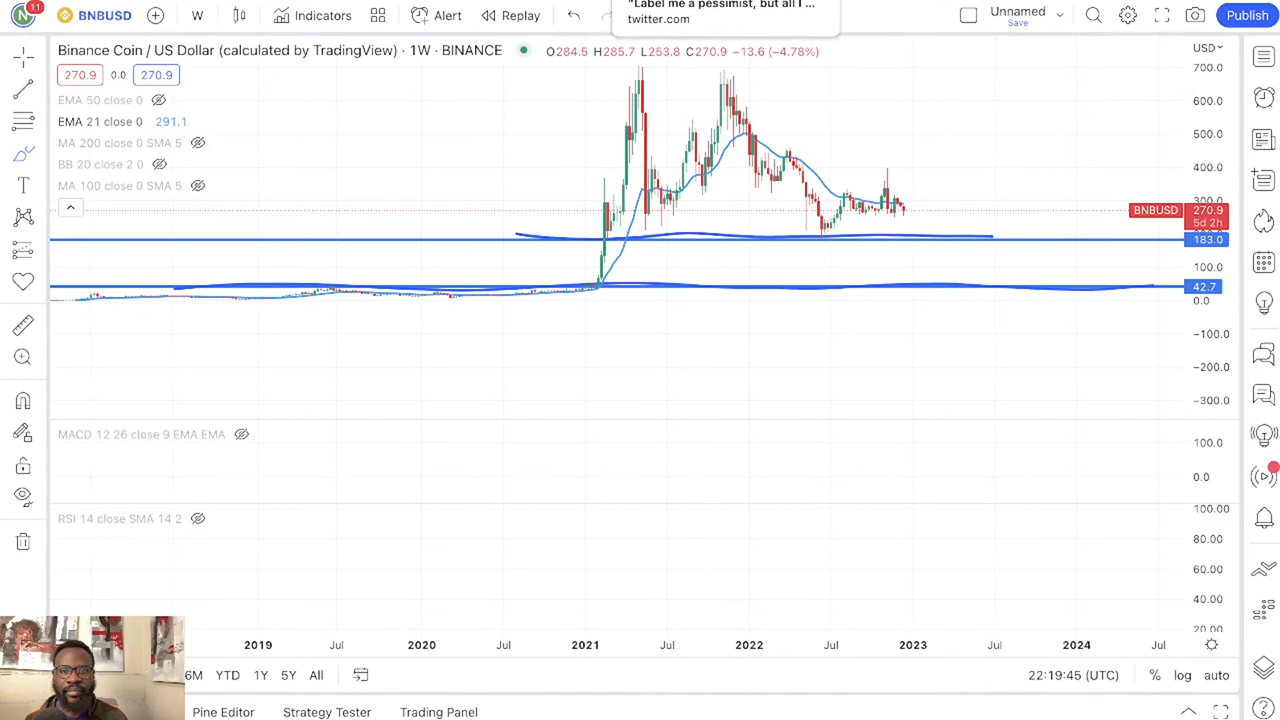 "Label me a pessimist, but all I ...
twitter.com
N 11 BNBUSD W Indicators Alert Replay Unnamed Save Publish
Binance Coin / US Dollar (calculated by TradingView) · 1W · BINANCE O284.5 H285.7 L253.8 C270.9 −13.6 (−4.78%) USD
270.9 0.0 270.9
EMA 50 close 0
EMA 21 close 0 291.1
MA 200 close 0 SMA 5
BB 20 close 2 0
MA 100 close 0 SMA 5
700.0
600.0
500.0
400.0
300.0
BNBUSD 270.9
5d 2h
183.0
100.0
42.7
0.0
−100.0
−200.0
−300.0
MACD 12 26 close 9 EMA EMA
100.0
0.0
RSI 14 close SMA 14 2
100.00
80.00
60.00
40.00
20.00
2019 Jul 2020 Jul 2021 Jul 2022 Jul 2023 Jul 2024 Jul
6M YTD 1Y 5Y All 22:19:45 (UTC) % log auto
Pine Editor Strategy Tester Trading Panel